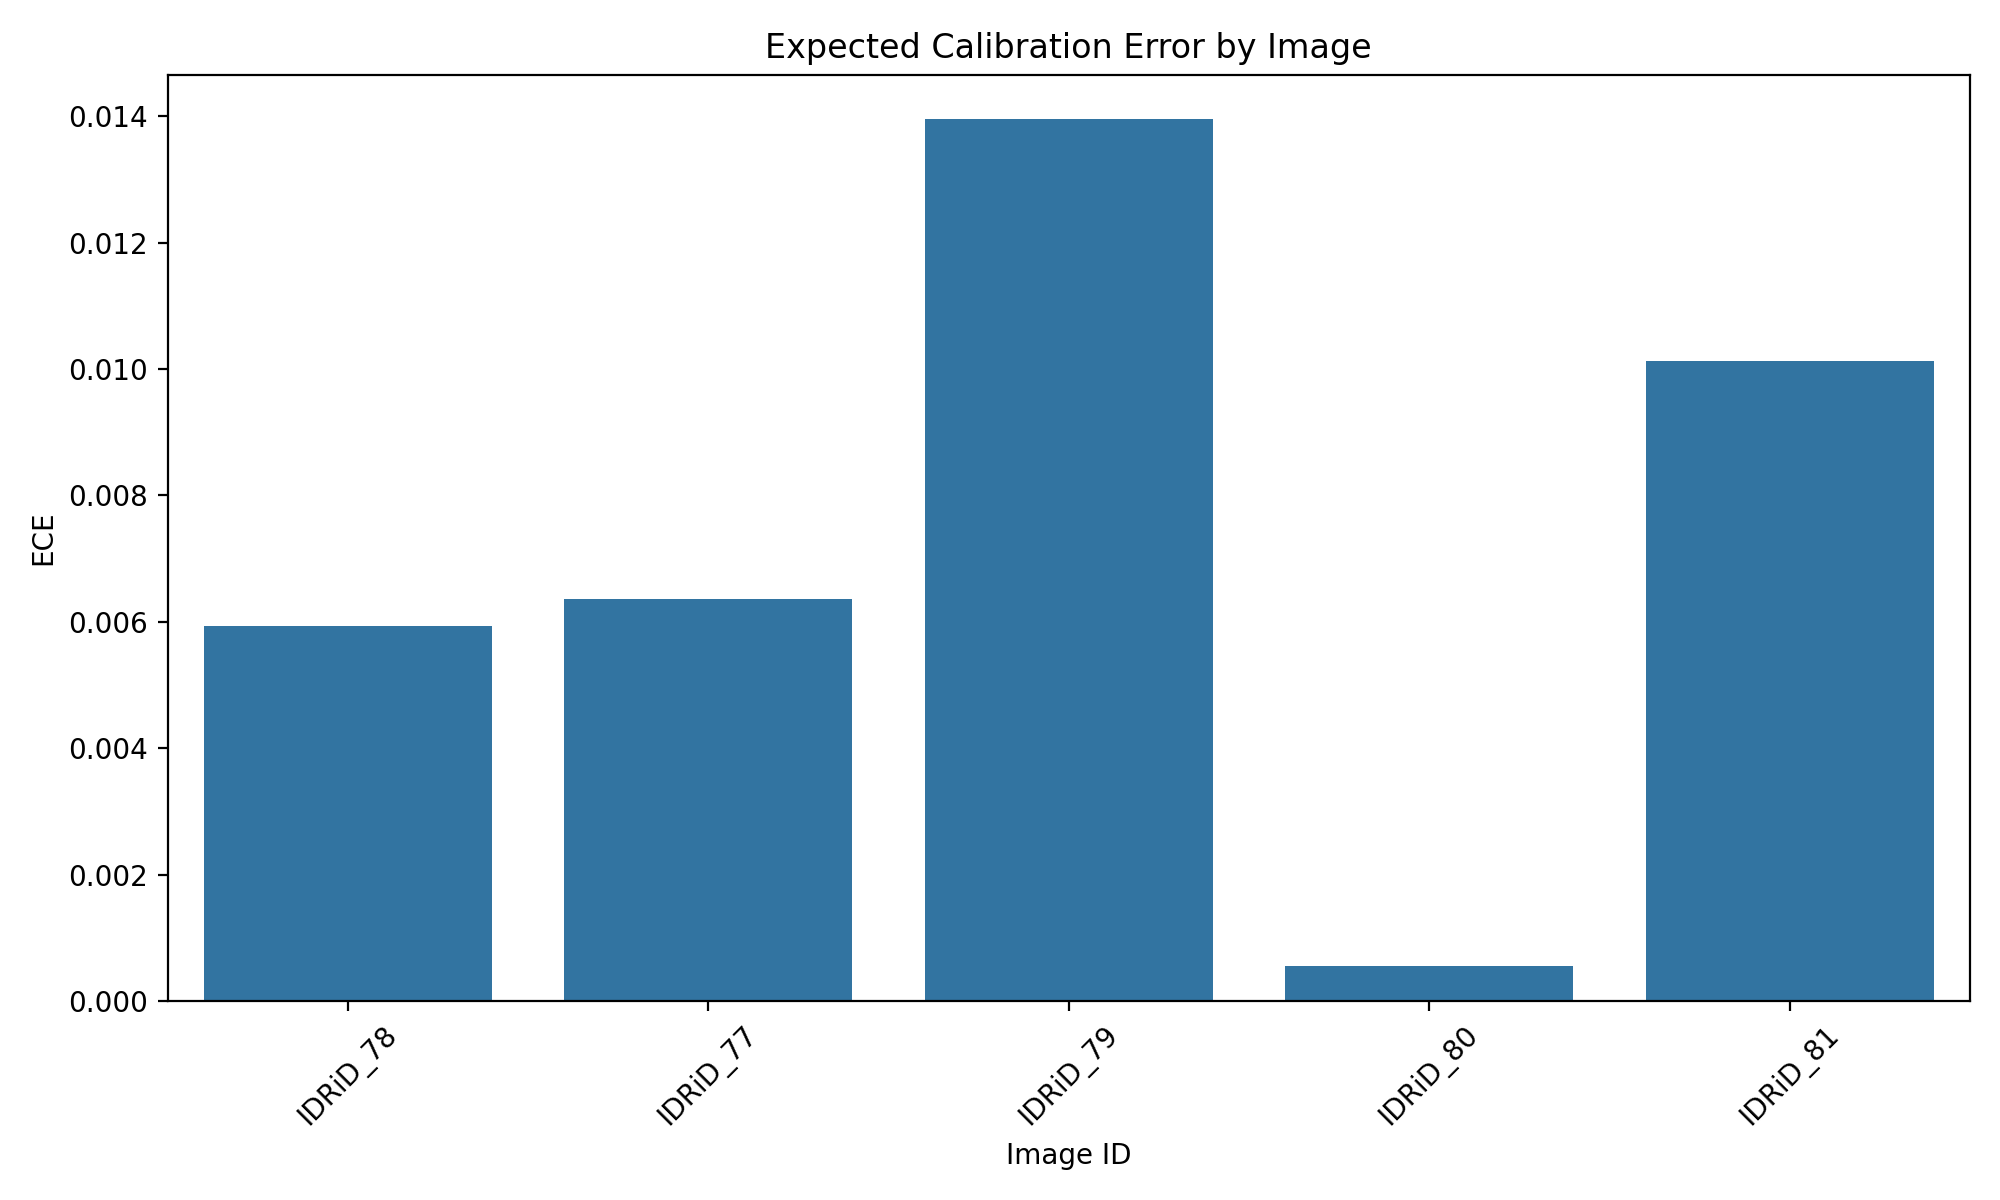 Expected Calibration Error by Image
0.014
0.012
0.010
0.008
0.006
0.004
0.002
0.000
ECE
IDRiD_78
IDRiD_77
IDRiD_79
IDRiD_80
IDRiD_81
Image ID